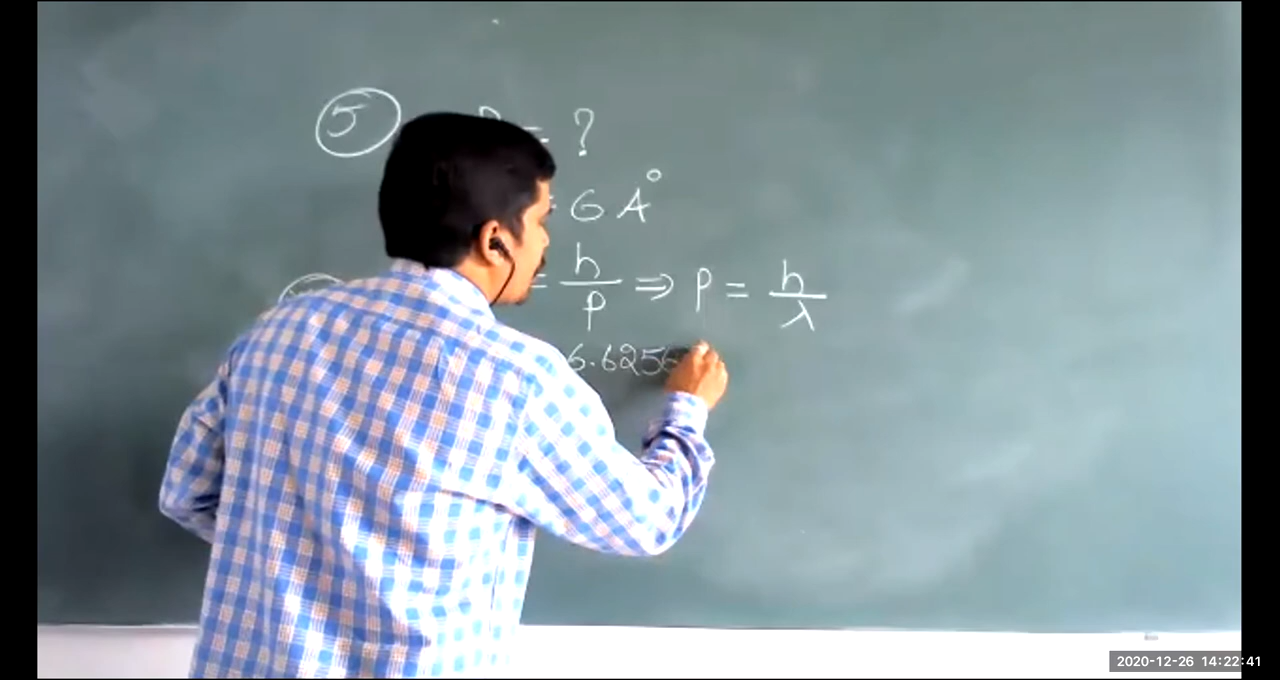 5 P = ?
= 6 A°
= h/P ⇒ P = h/λ
6.6256
2020-12-26 14:22:41